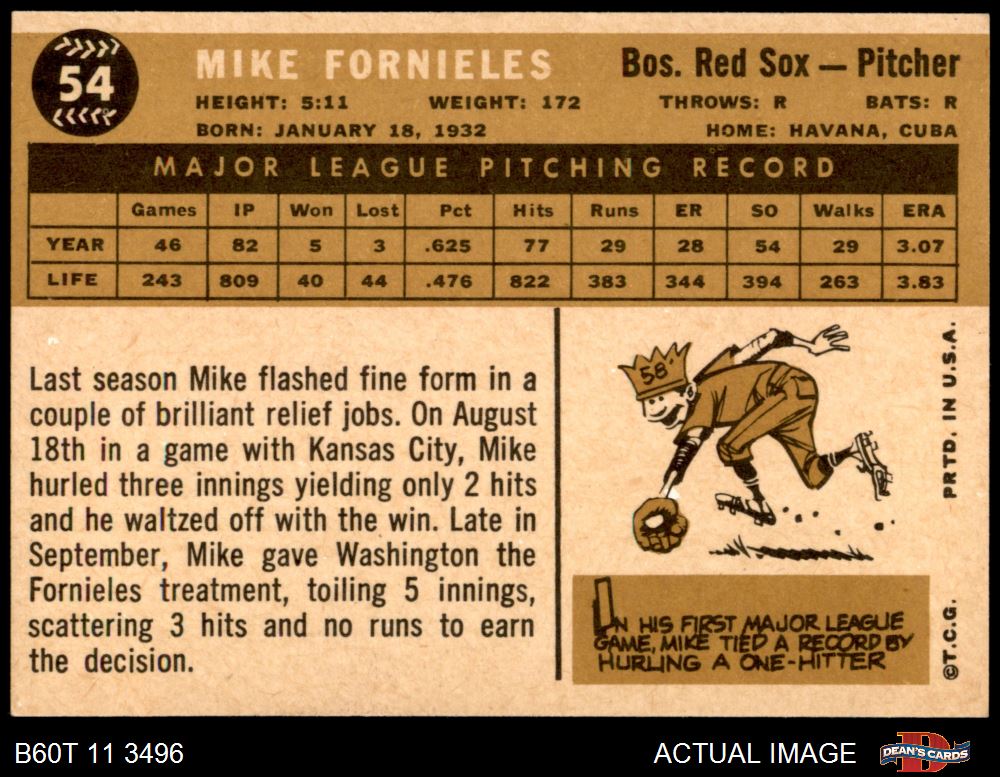 54
MIKE FORNIELES
Bos. Red Sox — Pitcher
HEIGHT: 5:11 WEIGHT: 172 THROWS: R BATS: R
BORN: JANUARY 18, 1932 HOME: HAVANA, CUBA
MAJOR LEAGUE PITCHING RECORD
Games IP Won Lost Pct Hits Runs ER SO Walks ERA
YEAR 46 82 5 3 .625 77 29 28 54 29 3.07
LIFE 243 809 40 44 .476 822 383 344 394 263 3.83
Last season Mike flashed fine form in a
couple of brilliant relief jobs. On August
18th in a game with Kansas City, Mike
hurled three innings yielding only 2 hits
and he waltzed off with the win. Late in
September, Mike gave Washington the
Fornieles treatment, toiling 5 innings,
scattering 3 hits and no runs to earn
the decision.
58
IN HIS FIRST MAJOR LEAGUE
GAME, MIKE TIED A RECORD BY
HURLING A ONE-HITTER
©T.C.G. PRTD. IN U.S.A.
B60T 11 3496
ACTUAL IMAGE
D
DEAN'S CARDS